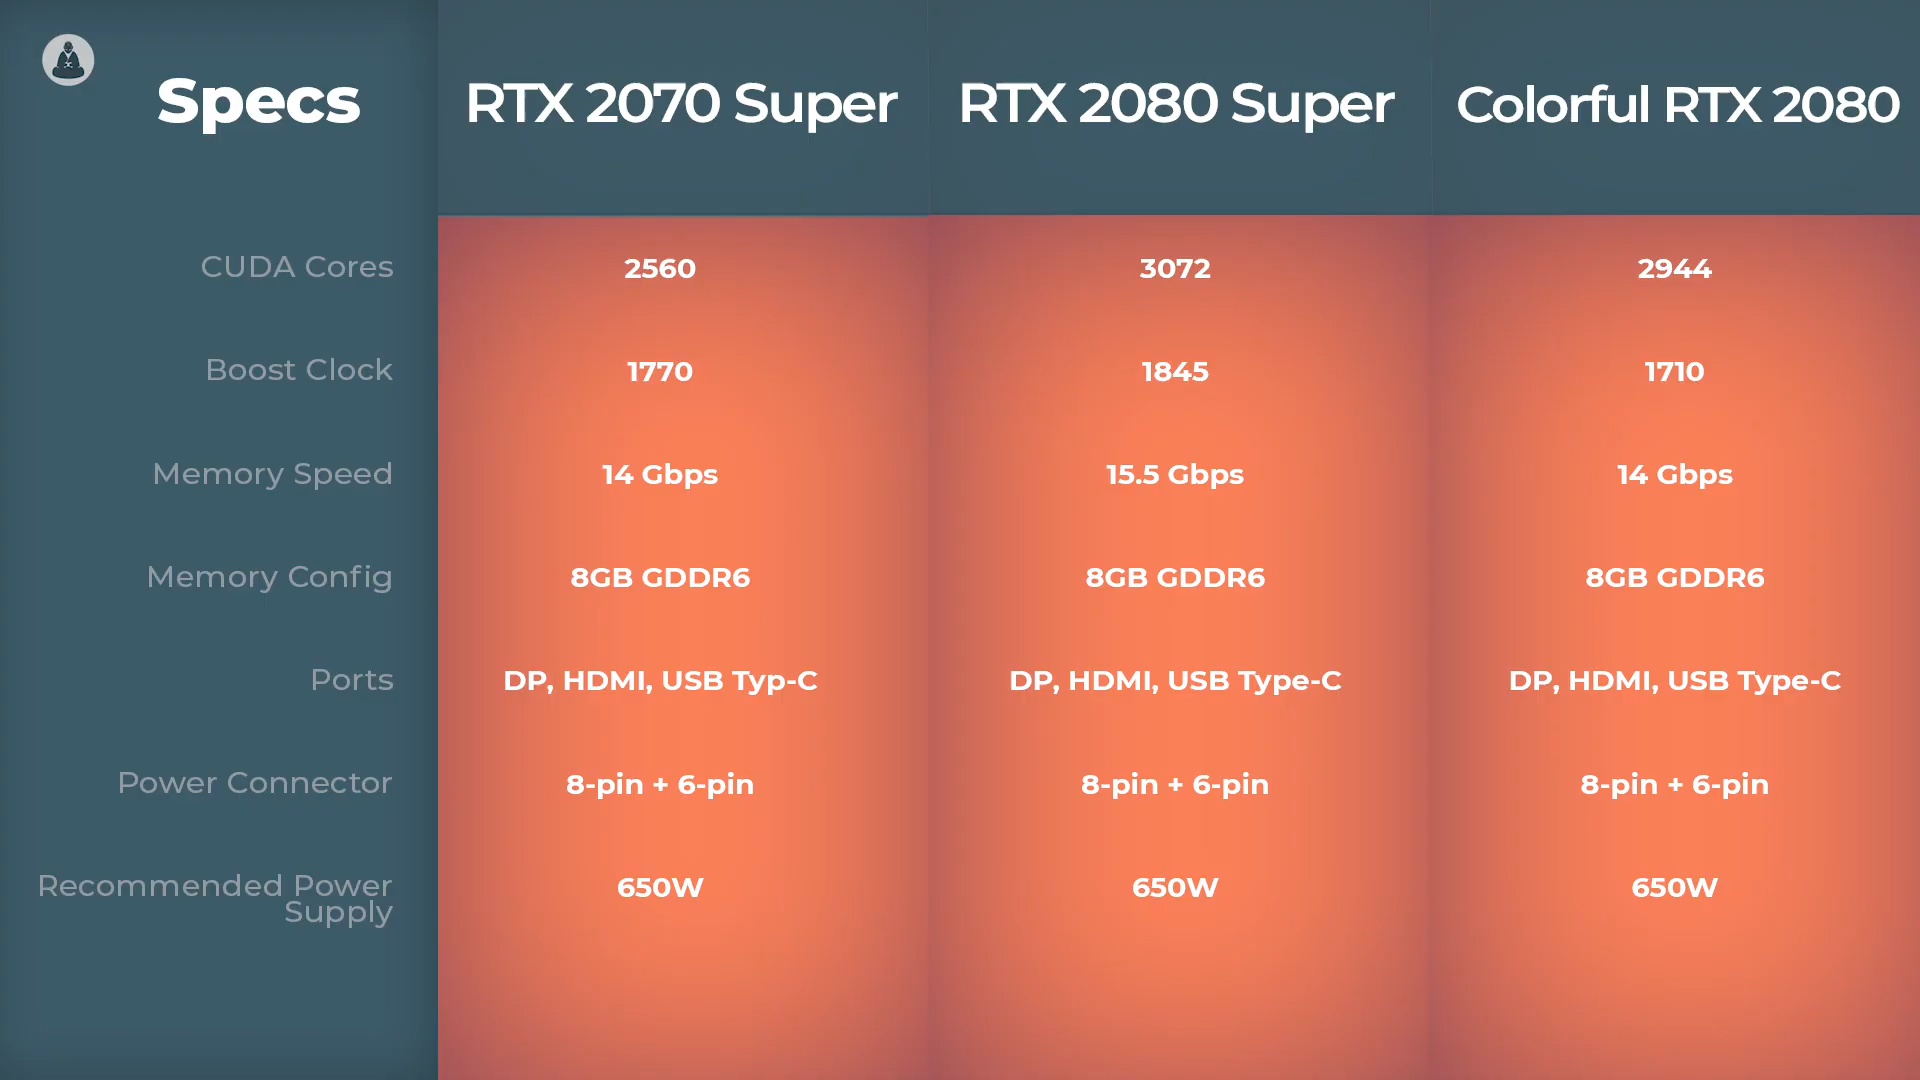 Specs RTX 2070 Super RTX 2080 Super Colorful RTX 2080
CUDA Cores 2560 3072 2944
Boost Clock 1770 1845 1710
Memory Speed 14 Gbps 15.5 Gbps 14 Gbps
Memory Config 8GB GDDR6 8GB GDDR6 8GB GDDR6
Ports DP, HDMI, USB Typ-C DP, HDMI, USB Type-C DP, HDMI, USB Type-C
Power Connector 8-pin + 6-pin 8-pin + 6-pin 8-pin + 6-pin
Recommended Power 650W 650W 650W
Supply